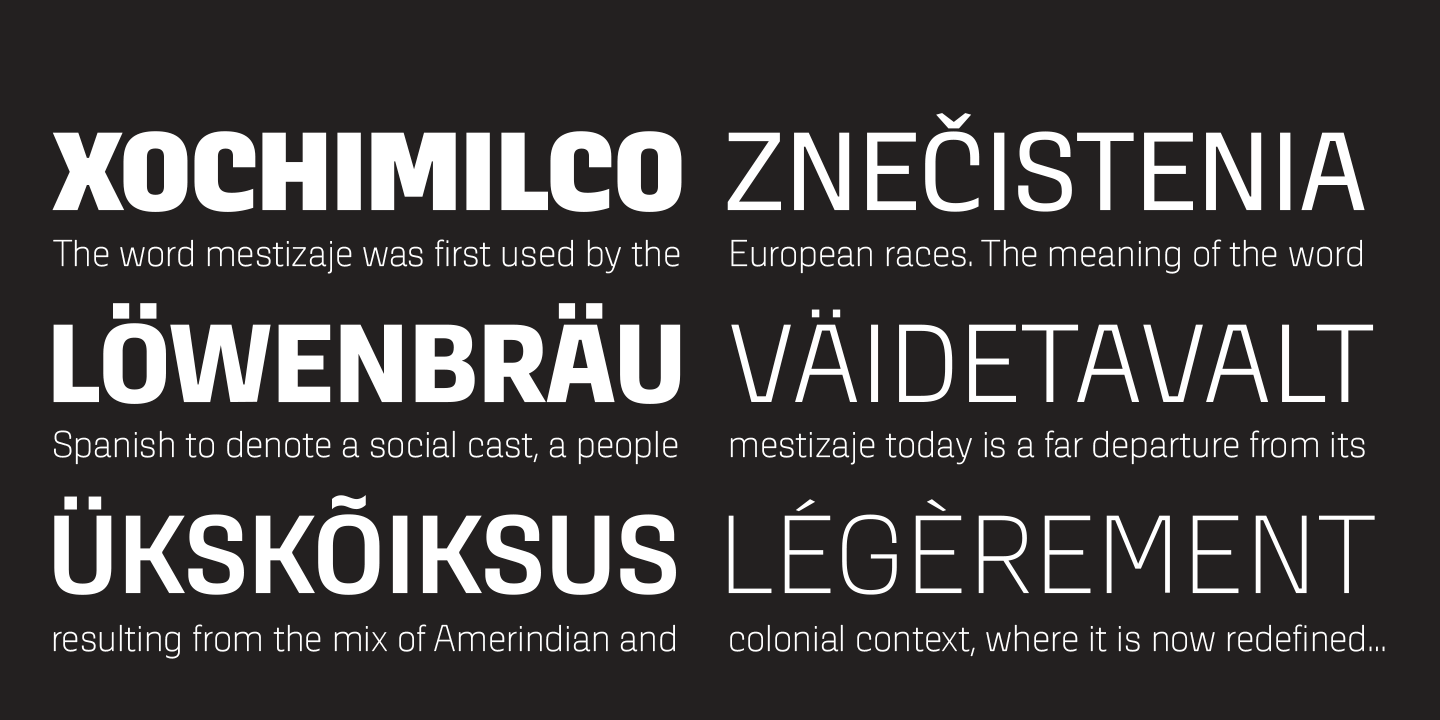 XOCHIMILCO
The word mestizaje was first used by the
LÖWENBRÄU
Spanish to denote a social cast, a people
ÜKSKÕIKSUS
resulting from the mix of Amerindian and
ZNEČISTENIA
European races. The meaning of the word
VÄIDETAVALT
mestizaje today is a far departure from its
LÉGÈREMENT
colonial context, where it is now redefined...